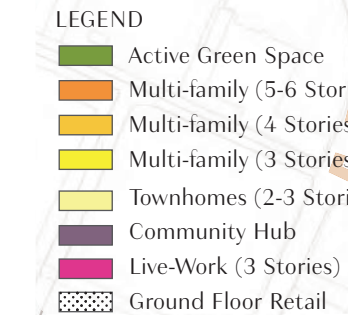 LEGEND
Active Green Space
Multi-family (5-6 Stor
Multi-family (4 Stories
Multi-family (3 Stories
Townhomes (2-3 Stori
Community Hub
Live-Work (3 Stories)
Ground Floor Retail